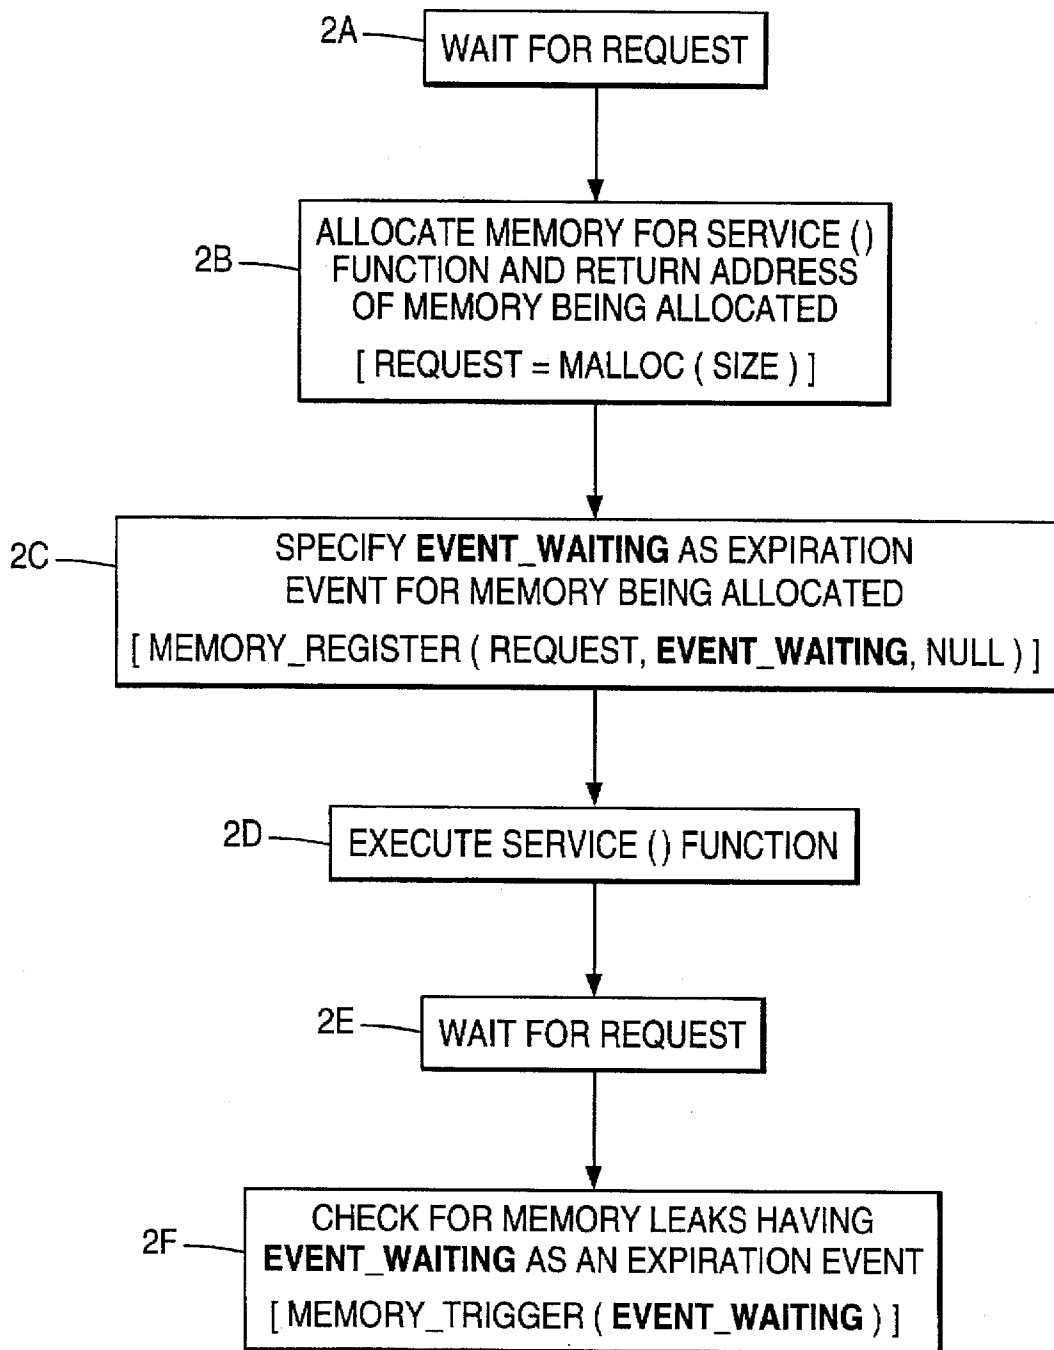 2A
WAIT FOR REQUEST
2B
ALLOCATE MEMORY FOR SERVICE ()
FUNCTION AND RETURN ADDRESS
OF MEMORY BEING ALLOCATED
[ REQUEST = MALLOC ( SIZE ) ]
2C
SPECIFY EVENT_WAITING AS EXPIRATION
EVENT FOR MEMORY BEING ALLOCATED
[ MEMORY_REGISTER ( REQUEST, EVENT_WAITING, NULL ) ]
2D
EXECUTE SERVICE () FUNCTION
2E
WAIT FOR REQUEST
2F
CHECK FOR MEMORY LEAKS HAVING
EVENT_WAITING AS AN EXPIRATION EVENT
[ MEMORY_TRIGGER ( EVENT_WAITING ) ]